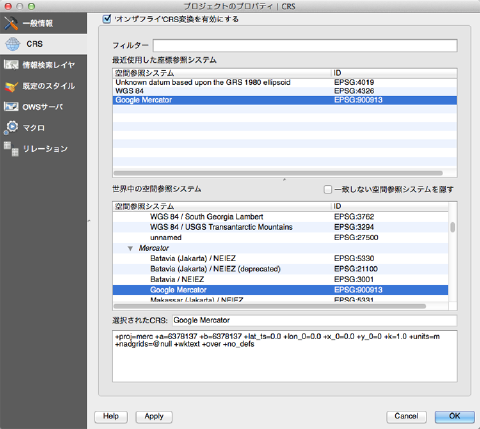 プロジェクトのプロパティ | CRS
一般情報
CRS
情報検索レイヤ
既定のスタイル
OWSサーバ
マクロ
リレーション
'オンザフライ'CRS変換を有効にする
フィルター
最近使用した座標参照システム
空間参照システム ID
Unknown datum based upon the GRS 1980 ellipsoid EPSG:4019
WGS 84 EPSG:4326
Google Mercator EPSG:900913
世界中の空間参照システム 一致しない空間参照システムを隠す
空間参照システム ID
WGS 84 / South Georgia Lambert EPSG:3762
WGS 84 / USGS Transantarctic Mountains EPSG:3294
unnamed EPSG:27500
Mercator
Batavia (Jakarta) / NEIEZ EPSG:5330
Batavia (Jakarta) / NEIEZ (deprecated) EPSG:21100
Batavia / NEIEZ EPSG:3001
Google Mercator EPSG:900913
Makassar (Jakarta) / NEIEZ EPSG:5331
選択されたCRS: Google Mercator
+proj=merc +a=6378137 +b=6378137 +lat_ts=0.0 +lon_0=0.0 +x_0=0.0 +y_0=0 +k=1.0 +units=m
+nadgrids=@null +wktext +over +no_defs
Help Apply Cancel OK